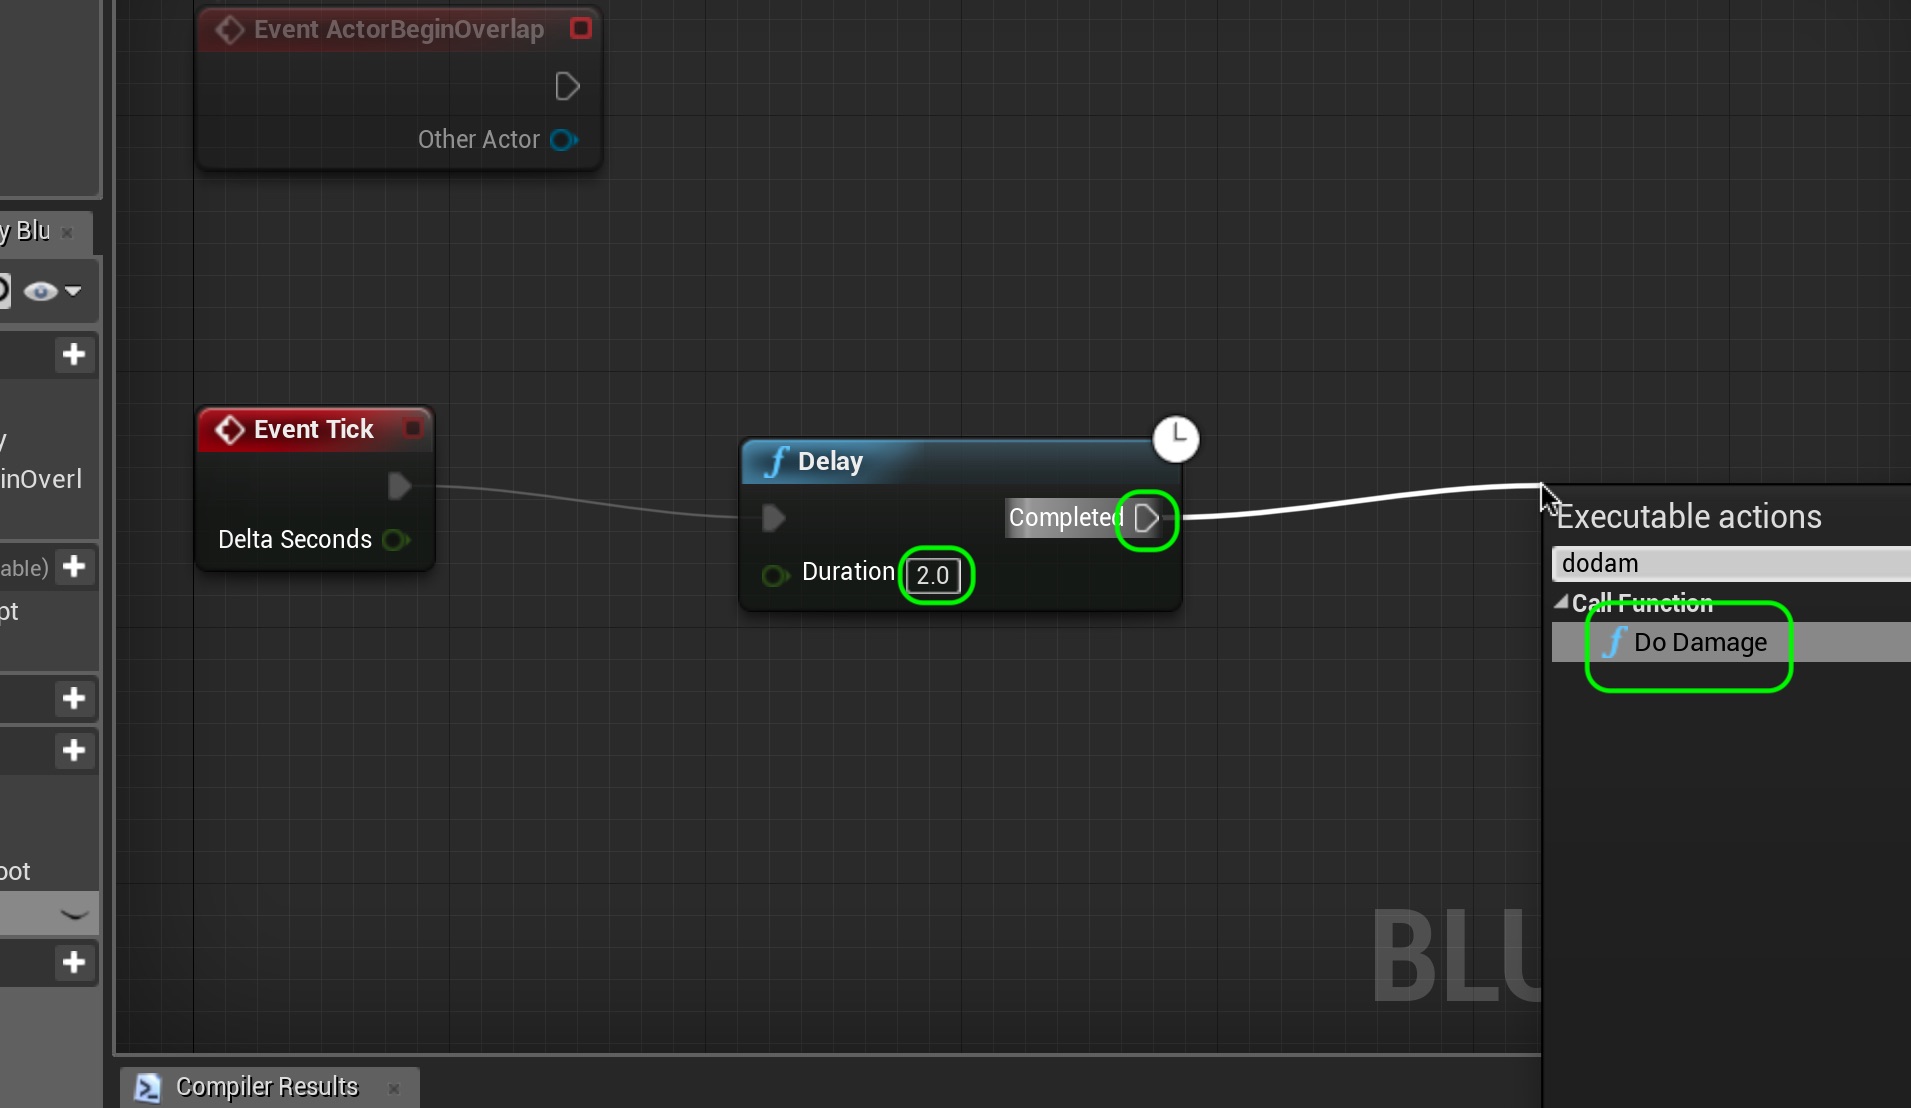 Event ActorBeginOverlap
Other Actor
y Blu
y
inOverl
able)
pt
oot
Event Tick
Delta Seconds
Delay
Completed
Duration 2.0
Executable actions
dodam
Call Function
Do Damage
BLU
Compiler Results